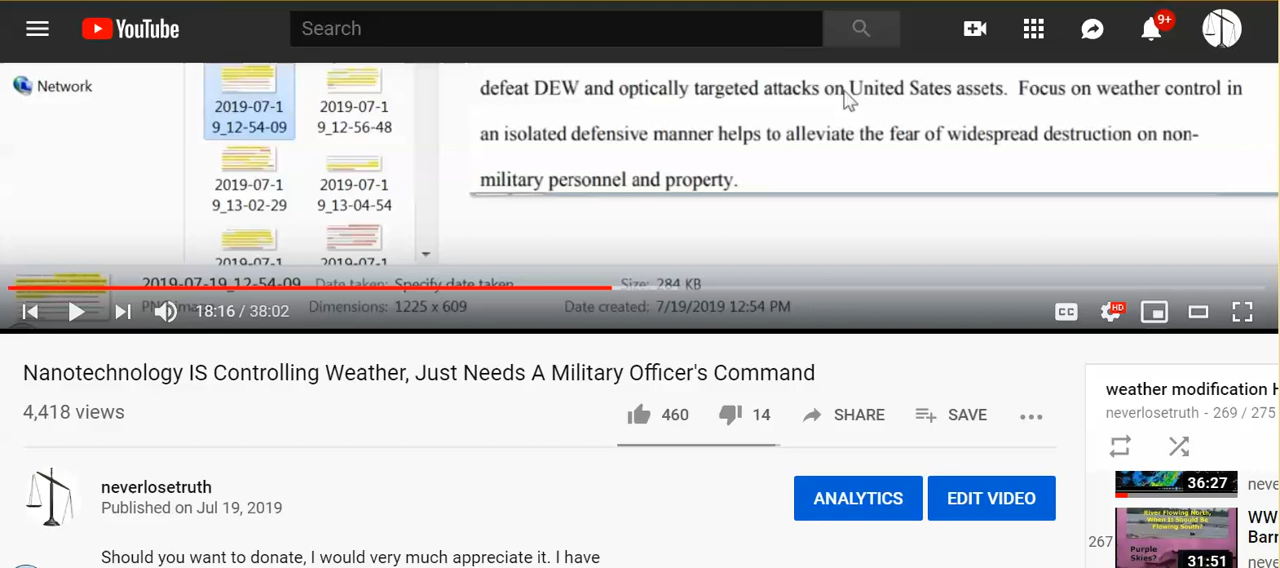 YouTube
Search
9+
Network
2019-07-1
9_12-54-09
2019-07-1
9_12-56-48
2019-07-1
9_13-02-29
2019-07-1
9_13-04-54
defeat DEW and optically targeted attacks on United Sates assets. Focus on weather control in
an isolated defensive manner helps to alleviate the fear of widespread destruction on non-
military personnel and property.
2019-07-19_12-54-09 Date taken: Specify date taken Size: 284 KB
Dimensions: 1225 x 609 Date created: 7/19/2019 12:54 PM
18:16 / 38:02
CC
HD
Nanotechnology IS Controlling Weather, Just Needs A Military Officer's Command
4,418 views
460 14 SHARE SAVE
neverlosetruth
Published on Jul 19, 2019
ANALYTICS EDIT VIDEO
Should you want to donate, I would very much appreciate it. I have
weather modification H
neverlosetruth - 269 / 275
36:27
neve
267
River Flowing North,
When It Should Be
Flowing South?
Purple
Skies?
31:51
WW
Barr
neve